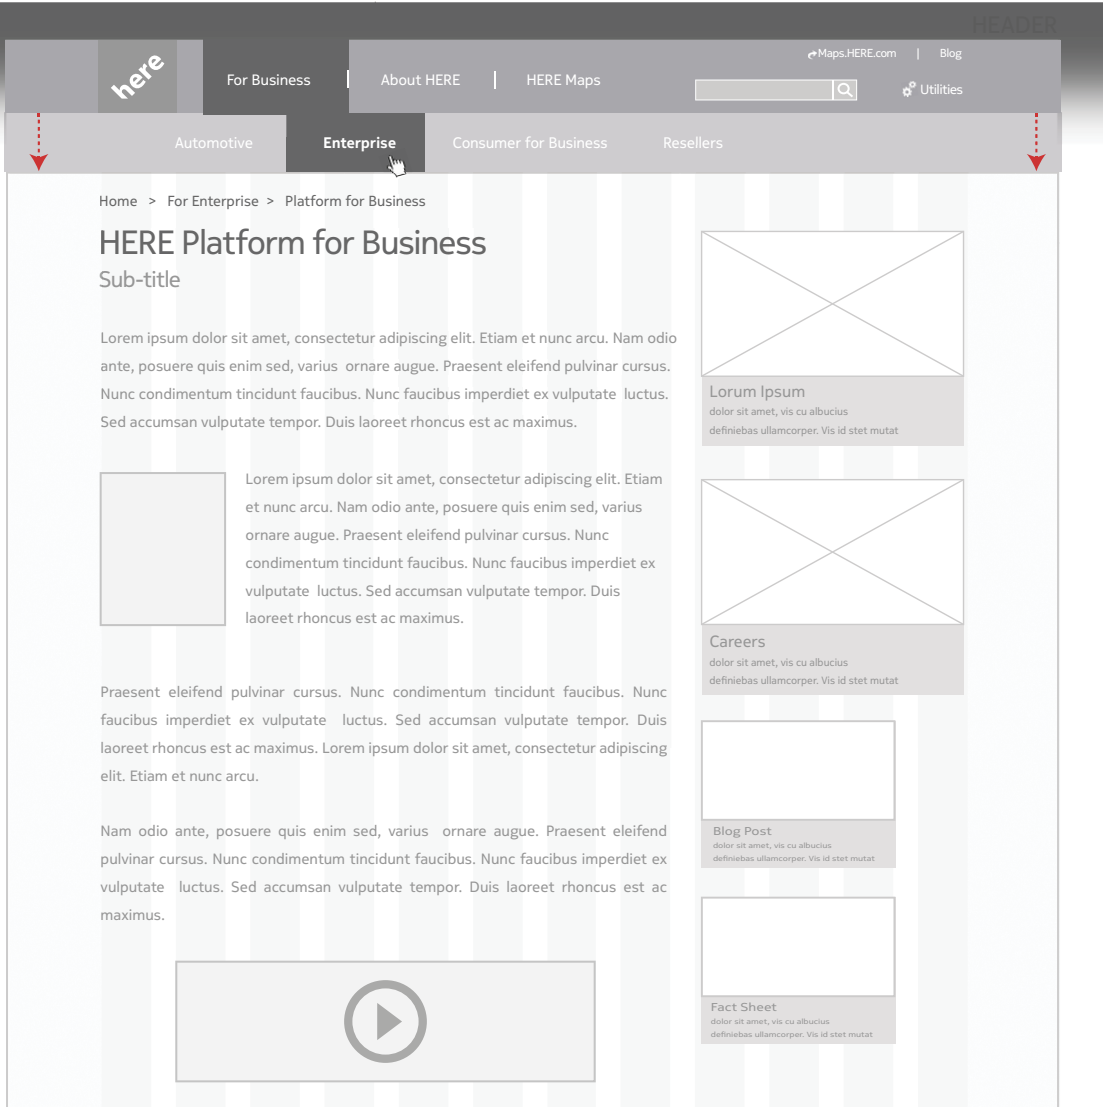 HEADER
here
For Business | About HERE | HERE Maps
Maps.HERE.com | Blog
Utilities
Automotive Enterprise Consumer for Business Resellers
Home > For Enterprise > Platform for Business
HERE Platform for Business
Sub-title
Lorem ipsum dolor sit amet, consectetur adipiscing elit. Etiam et nunc arcu. Nam odio
ante, posuere quis enim sed, varius ornare augue. Praesent eleifend pulvinar cursus.
Nunc condimentum tincidunt faucibus. Nunc faucibus imperdiet ex vulputate luctus.
Sed accumsan vulputate tempor. Duis laoreet rhoncus est ac maximus.
Lorem ipsum dolor sit amet, consectetur adipiscing elit. Etiam
et nunc arcu. Nam odio ante, posuere quis enim sed, varius
ornare augue. Praesent eleifend pulvinar cursus. Nunc
condimentum tincidunt faucibus. Nunc faucibus imperdiet ex
vulputate luctus. Sed accumsan vulputate tempor. Duis
laoreet rhoncus est ac maximus.
Praesent eleifend pulvinar cursus. Nunc condimentum tincidunt faucibus. Nunc
faucibus imperdiet ex vulputate luctus. Sed accumsan vulputate tempor. Duis
laoreet rhoncus est ac maximus. Lorem ipsum dolor sit amet, consectetur adipiscing
elit. Etiam et nunc arcu.
Nam odio ante, posuere quis enim sed, varius ornare augue. Praesent eleifend
pulvinar cursus. Nunc condimentum tincidunt faucibus. Nunc faucibus imperdiet ex
vulputate luctus. Sed accumsan vulputate tempor. Duis laoreet rhoncus est ac
maximus.
Lorum Ipsum
dolor sit amet, vis cu albucius
definiebas ullamcorper. Vis id stet mutat
Careers
dolor sit amet, vis cu albucius
definiebas ullamcorper. Vis id stet mutat
Blog Post
dolor sit amet, vis cu albucius
definiebas ullamcorper. Vis id stet mutat
Fact Sheet
dolor sit amet, vis cu albucius
definiebas ullamcorper. Vis id stet mutat